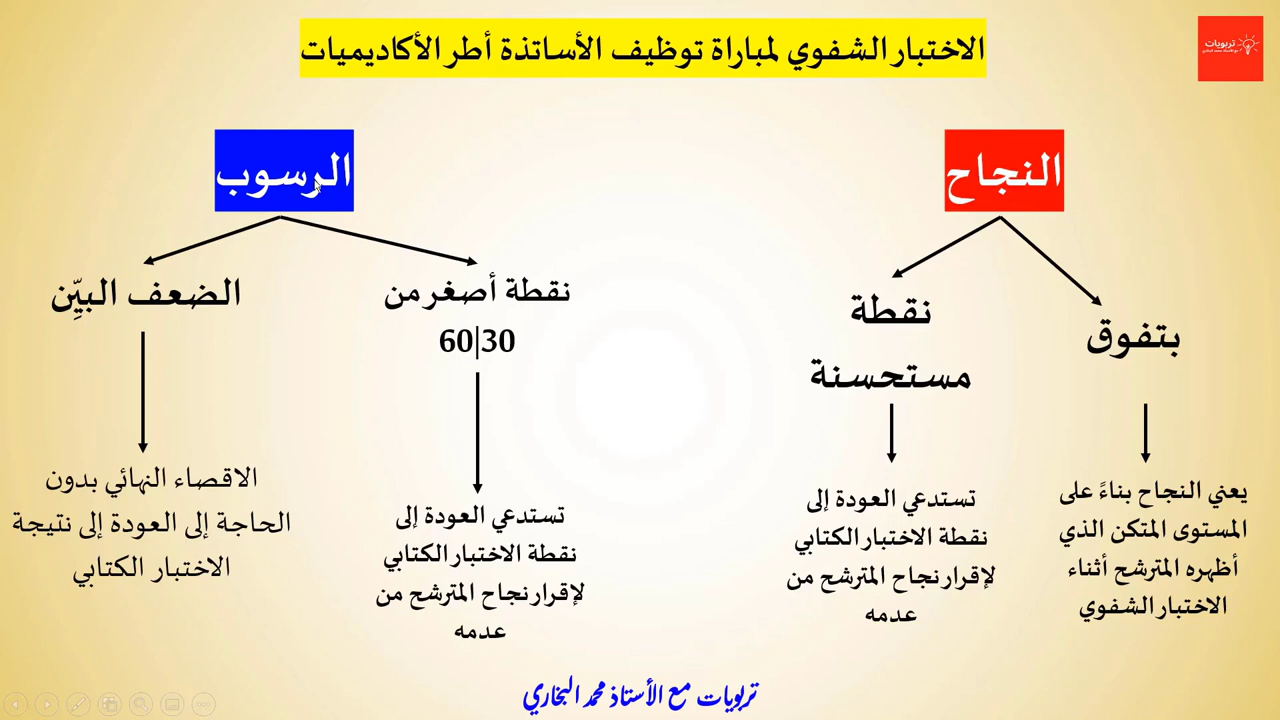 الاختبار الشفوي لمباراة توظيف الأساتذة أطر الأكاديميات
تربويات
النجاح
بتفوق
يعني النجاح بناءً على
المستوى المتكن الذي
أظهره المترشح أثناء
الاختبار الشفوي
نقطة
مستحسنة
تستدعي العودة إلى
نقطة الاختبار الكتابي
لإقرار نجاح المترشح من
عدمه
الرسوب
نقطة أصغر من
60|30
تستدعي العودة إلى
نقطة الاختبار الكتابي
لإقرار نجاح المترشح من
عدمه
الضعف البيِّن
الاقصاء النهائي بدون
الحاجة إلى العودة إلى نتيجة
الاختبار الكتابي
تربويات مع الأستاذ محمد البخاري